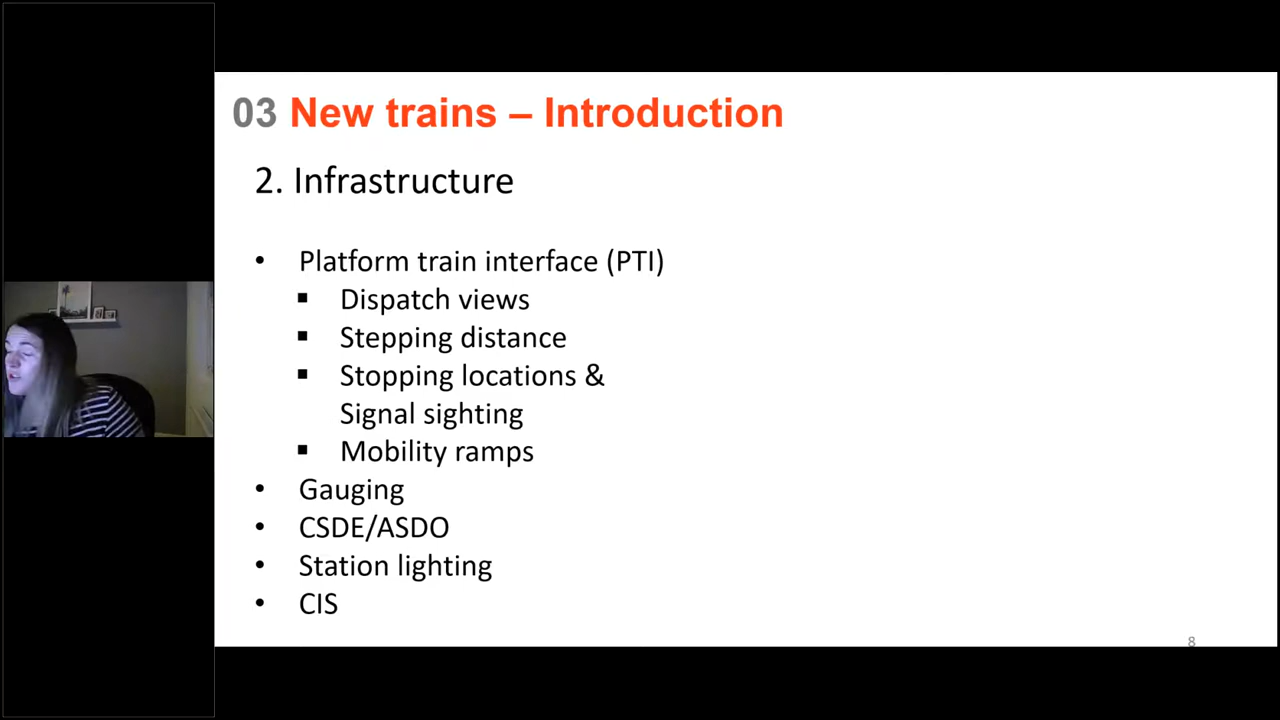 03 New trains – Introduction
2. Infrastructure
• Platform train interface (PTI)
▪ Dispatch views
▪ Stepping distance
▪ Stopping locations &
Signal sighting
▪ Mobility ramps
• Gauging
• CSDE/ASDO
• Station lighting
• CIS
8